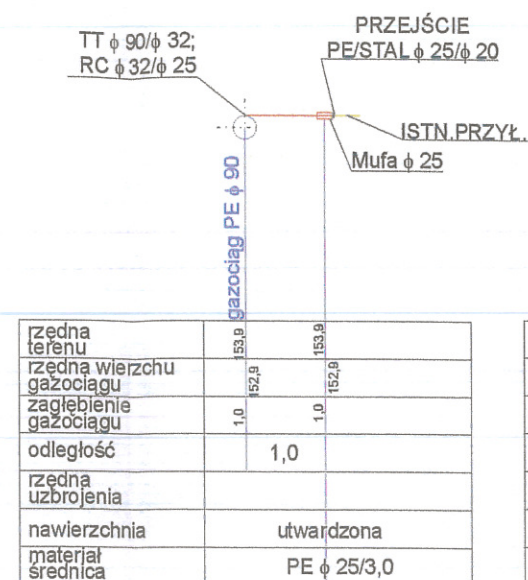 TT ϕ 90/ϕ 32;
RC ϕ 32/ϕ 25
PRZEJŚCIE
PE/STAL ϕ 25/ϕ 20
ISTN.PRZYŁ.
Mufa ϕ 25
gazociąg PE ϕ 90
rzędna
terenu
153,9
153,9
rzędna wierzchu
gazociągu
152,9
152,9
zagłębienie
gazociągu
1,0
1,0
odległość
1,0
rzędna
uzbrojenia
nawierzchnia
utwardzona
materjał
średnica
PE ϕ 25/3,0